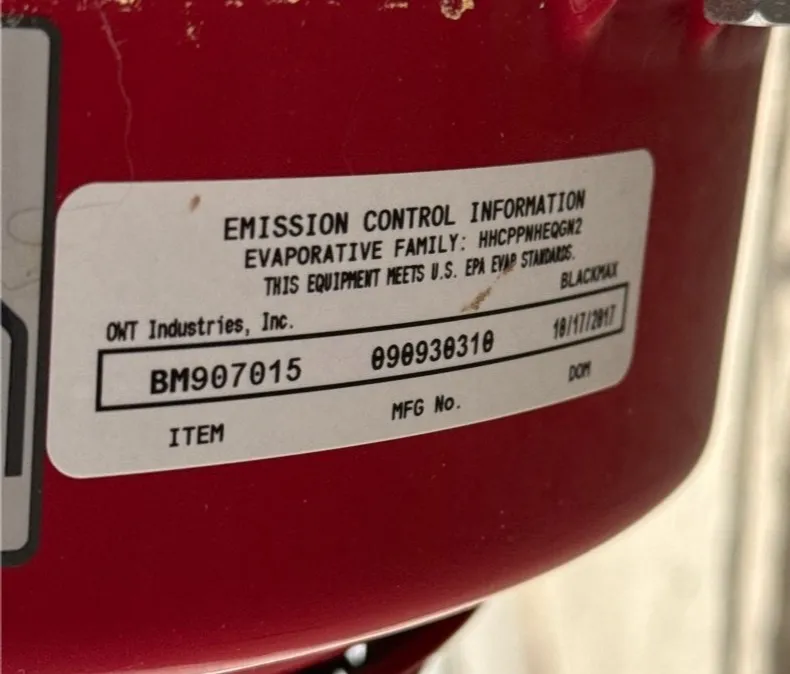 EMISSION CONTROL INFORMATION
EVAPORATIVE FAMILY: HHCPPNHEQGN2
THIS EQUIPMENT MEETS U.S. EPA EVAP STANDARDS.
OWT Industries, Inc. BLACKMAX
BM907015 090930310 10/17/2017
ITEM MFG No. DOM